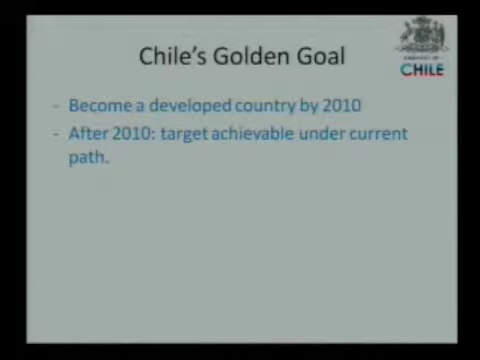 Chile's Golden Goal
CHILE
- Become a developed country by 2010
- After 2010: target achievable under current
path.